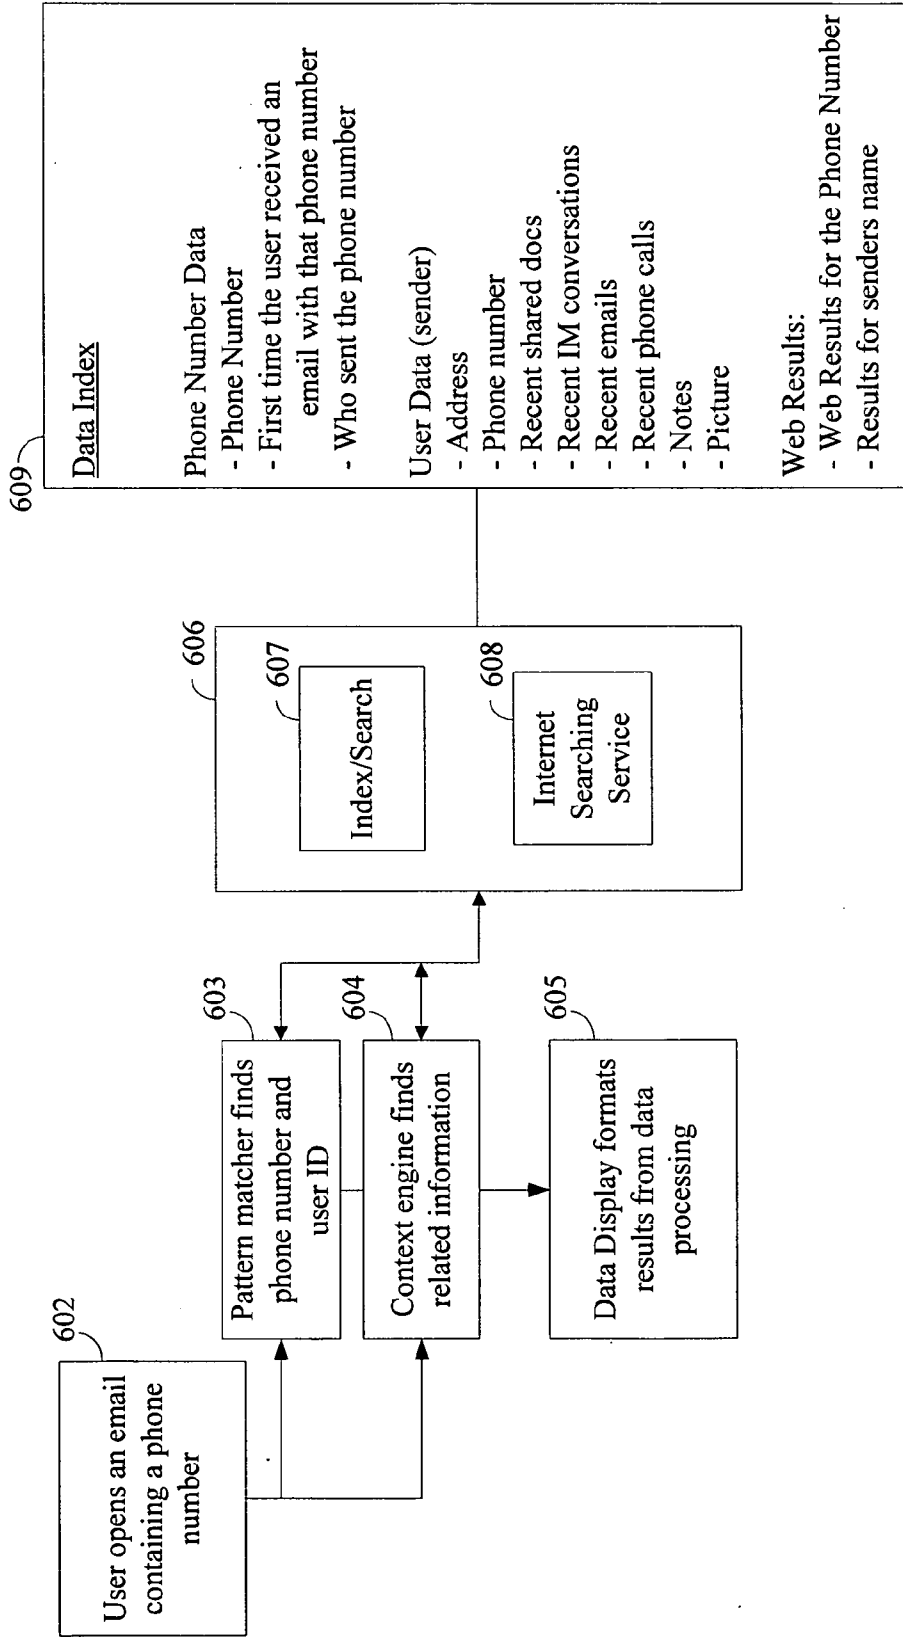 602
User opens an email
containing a phone
number
603
Pattern matcher finds
phone number and
user ID
604
Context engine finds
related information
605
Data Display formats
results from data
processing
606
607
Index/Search
608
Internet
Searching
Service
609
Data Index
Phone Number Data
- Phone Number
- First time the user received an
email with that phone number
- Who sent the phone number
User Data (sender)
- Address
- Phone number
- Recent shared docs
- Recent IM conversations
- Recent emails
- Recent phone calls
- Notes
- Picture
Web Results:
- Web Results for the Phone Number
- Results for senders name